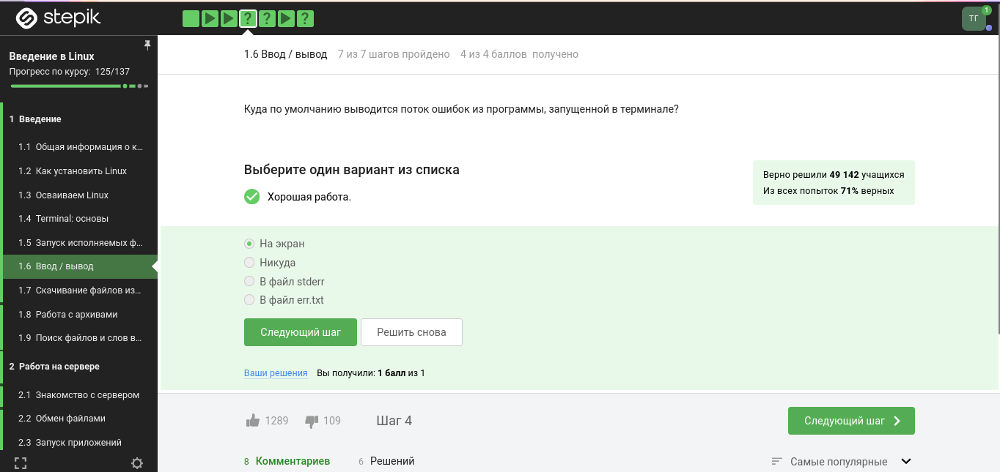 stepik
?
?
?
ТГ
1
Введение в Linux
Прогресс по курсу: 125/137
1 Введение
1.1 Общая информация о к...
1.2 Как установить Linux
1.3 Осваиваем Linux
1.4 Terminal: основы
1.5 Запуск исполняемых ф...
1.6 Ввод / вывод
1.7 Скачивание файлов из...
1.8 Работа с архивами
1.9 Поиск файлов и слов в...
2 Работа на сервере
2.1 Знакомство с сервером
2.2 Обмен файлами
2.3 Запуск приложений
1.6 Ввод / вывод 7 из 7 шагов пройдено 4 из 4 баллов получено
Куда по умолчанию выводится поток ошибок из программы, запущенной в терминале?
Выберите один вариант из списка
Хорошая работа.
Верно решили 49 142 учащихся
Из всех попыток 71% верных
На экран
Никуда
В файл stderr
В файл err.txt
Следующий шаг
Решить снова
Ваши решения Вы получили: 1 балл из 1
1289 109 Шаг 4
Следующий шаг
8 Комментариев 6 Решений
Самые популярные